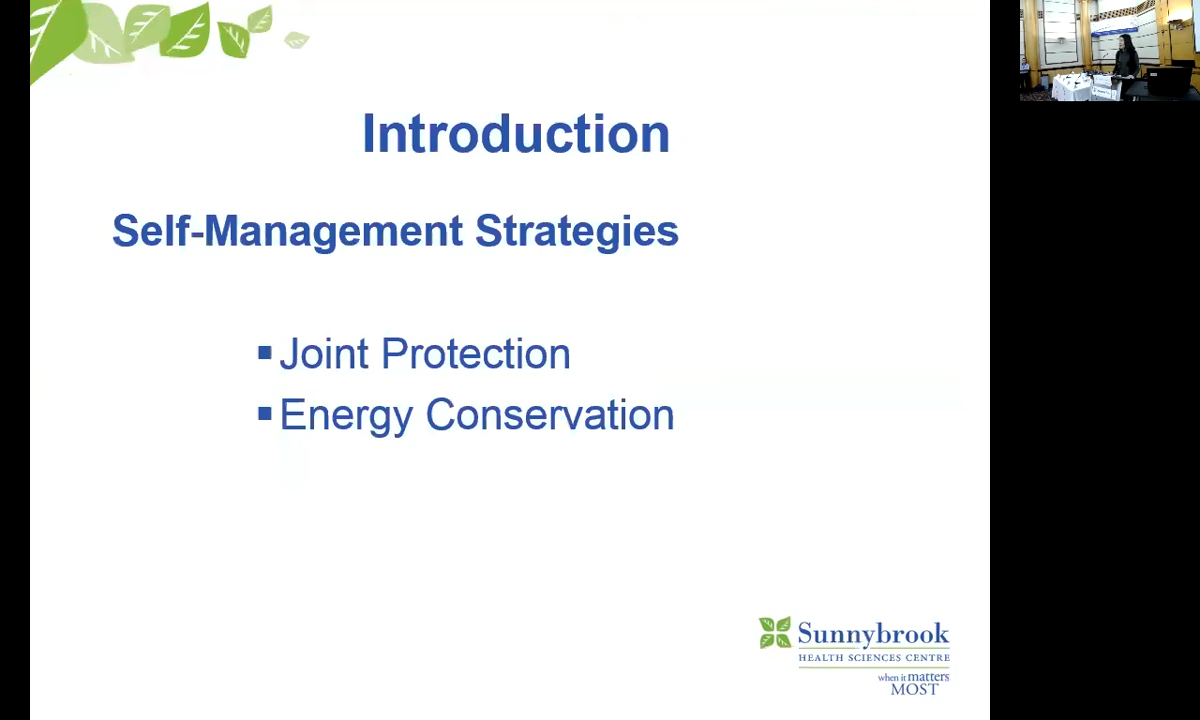 Introduction
Self-Management Strategies
▪ Joint Protection
▪ Energy Conservation
Sunnybrook
HEALTH SCIENCES CENTRE
when it matters
MOST